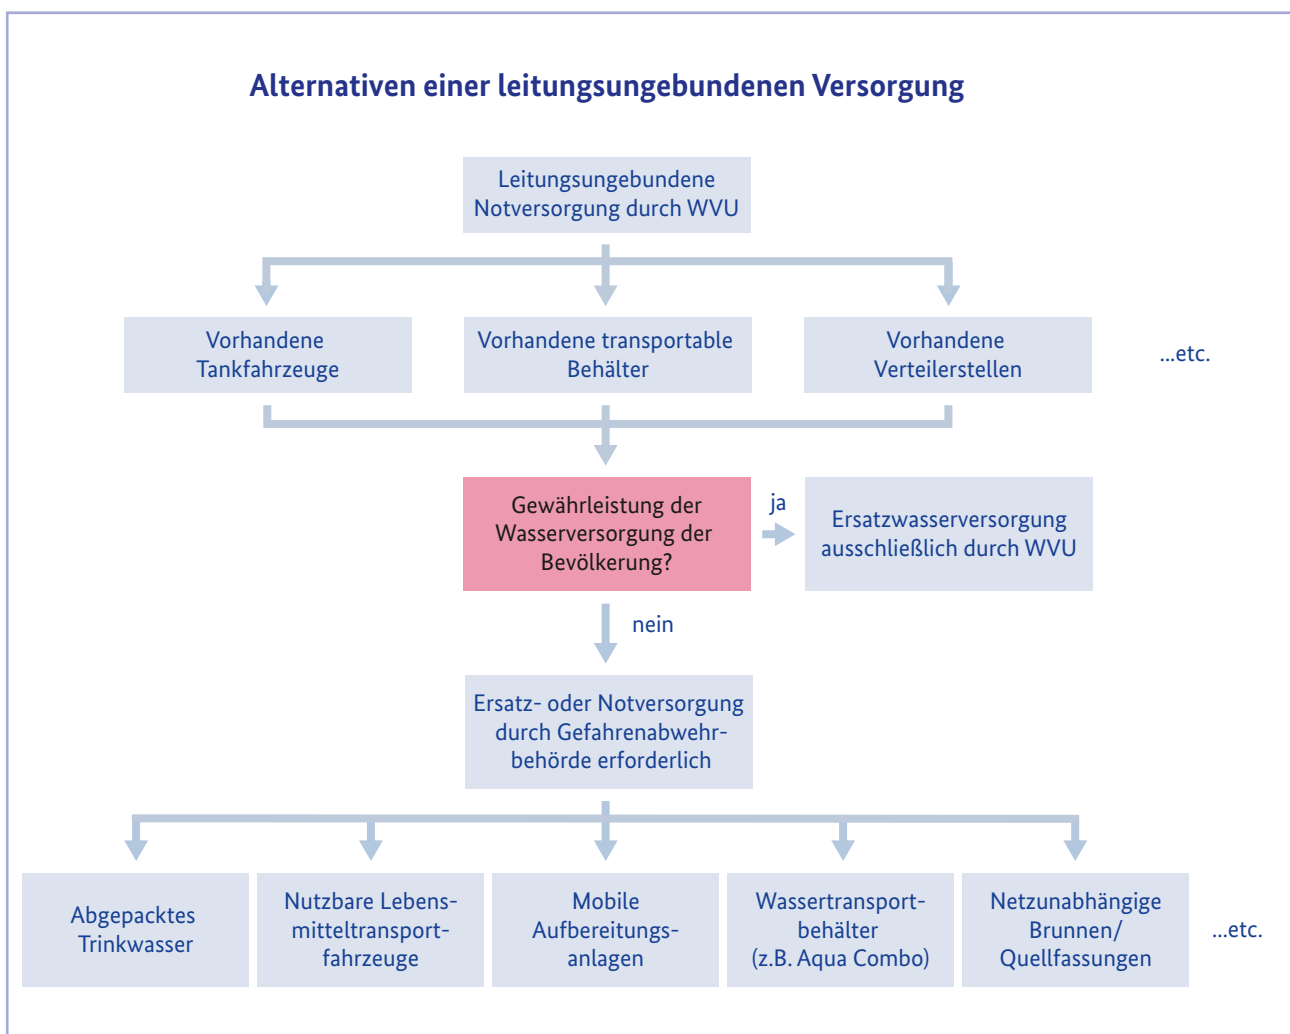 Alternativen einer leitungsungebundenen Versorgung
Leitungsungebundene
Notversorgung durch WVU
Vorhandene
Tankfahrzeuge
Vorhandene transportable
Behälter
Vorhandene
Verteilerstellen
...etc.
Gewährleistung der
Wasserversorgung der
Bevölkerung?
ja
Ersatzwasserversorgung
ausschließlich durch WVU
nein
Ersatz- oder Notversorgung
durch Gefahrenabwehr-
behörde erforderlich
Abgepacktes
Trinkwasser
Nutzbare Lebens-
mitteltransport-
fahrzeuge
Mobile
Aufbereitungs-
anlagen
Wassertransport-
behälter
(z.B. Aqua Combo)
Netzunabhängige
Brunnen/
Quellfassungen
...etc.